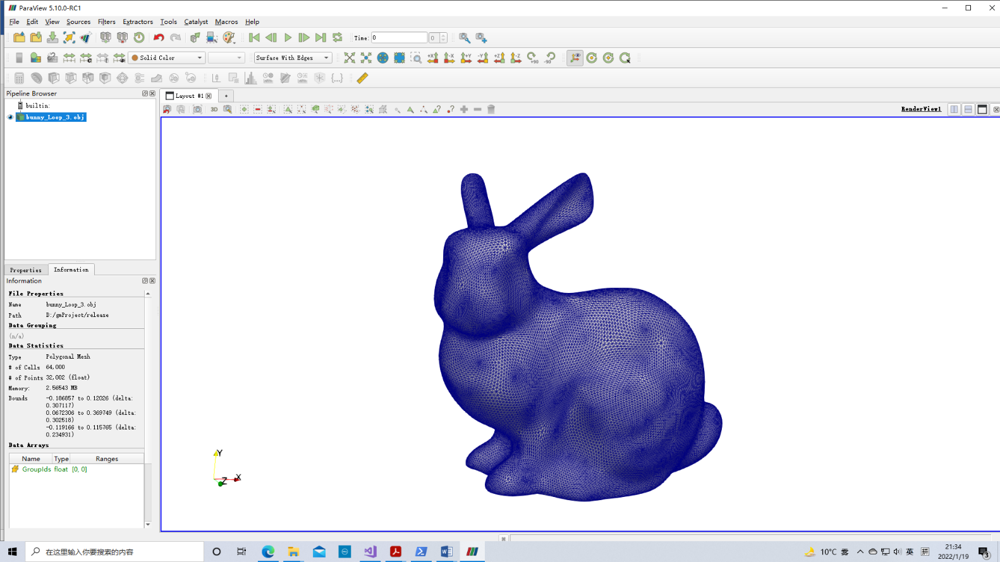 ParaView 5.10.0-RC1
File Edit View Sources Filters Extractors Tools Catalyst Macros Help
Time: 0 0
Solid Color Surface With Edges +X -X +Y -Y +Z -Z +90 -90
Pipeline Browser
Layout #1
builtin:
3D
RenderView1
bunny_Loop_3.obj
Properties Information
Information
File Properties
Name bunny_Loop_3.obj
Path D:/gmProject/release
Data Grouping
(n/a)
Data Statistics
Type Polygonal Mesh
# of Cells 64,000
# of Points 32,002 (float)
Memory: 2.56543 MB
Bounds -0.186857 to 0.12026 (delta:
0.307117)
0.0672306 to 0.369749 (delta:
0.302518)
-0.119166 to 0.115765 (delta:
0.234931)
Data Arrays
Name Type Ranges
GroupIds float [0, 0]
Y
X
Z
在这里输入你要搜索的内容
10°C 雾
英
拼
21:34
2022/1/19
3